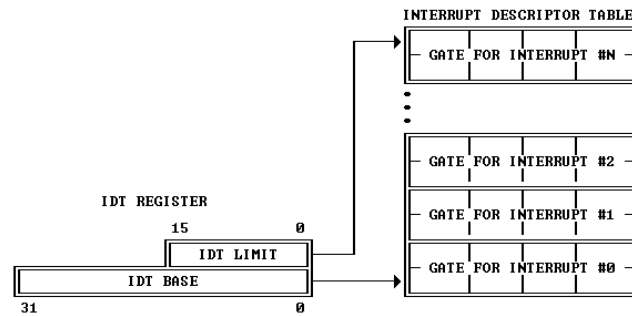 INTERRUPT DESCRIPTOR TABLE
GATE FOR INTERRUPT #N
GATE FOR INTERRUPT #2
IDT REGISTER
GATE FOR INTERRUPT #1
15 0
IDT LIMIT
GATE FOR INTERRUPT #0
IDT BASE
31 0